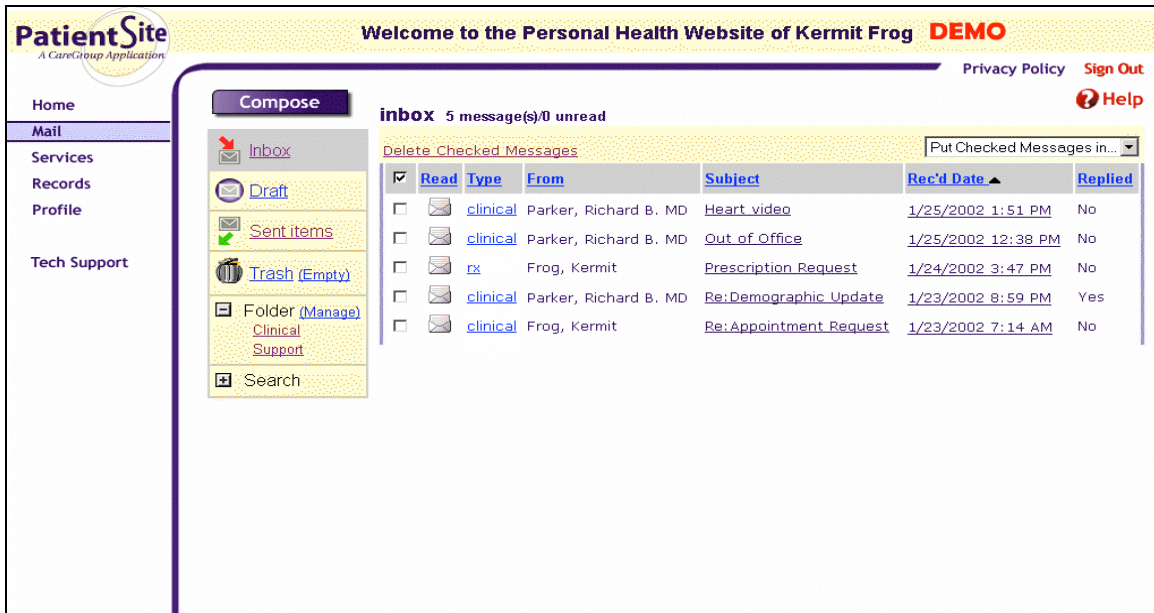 PatientSite
A CareGroup Application
Welcome to the Personal Health Website of Kermit Frog DEMO
Privacy Policy Sign Out
Help
Home
Mail
Services
Records
Profile
Tech Support
Compose
Inbox
Draft
Sent items
Trash (Empty)
Folder (Manage)
Clinical
Support
Search
inbox 5 message(s)/0 unread
Delete Checked Messages Put Checked Messages in...
Read Type From Subject Rec'd Date Replied
clinical Parker, Richard B. MD Heart video 1/25/2002 1:51 PM No
clinical Parker, Richard B. MD Out of Office 1/25/2002 12:38 PM No
rx Frog, Kermit Prescription Request 1/24/2002 3:47 PM No
clinical Parker, Richard B. MD Re:Demographic Update 1/23/2002 8:59 PM Yes
clinical Frog, Kermit Re:Appointment Request 1/23/2002 7:14 AM No